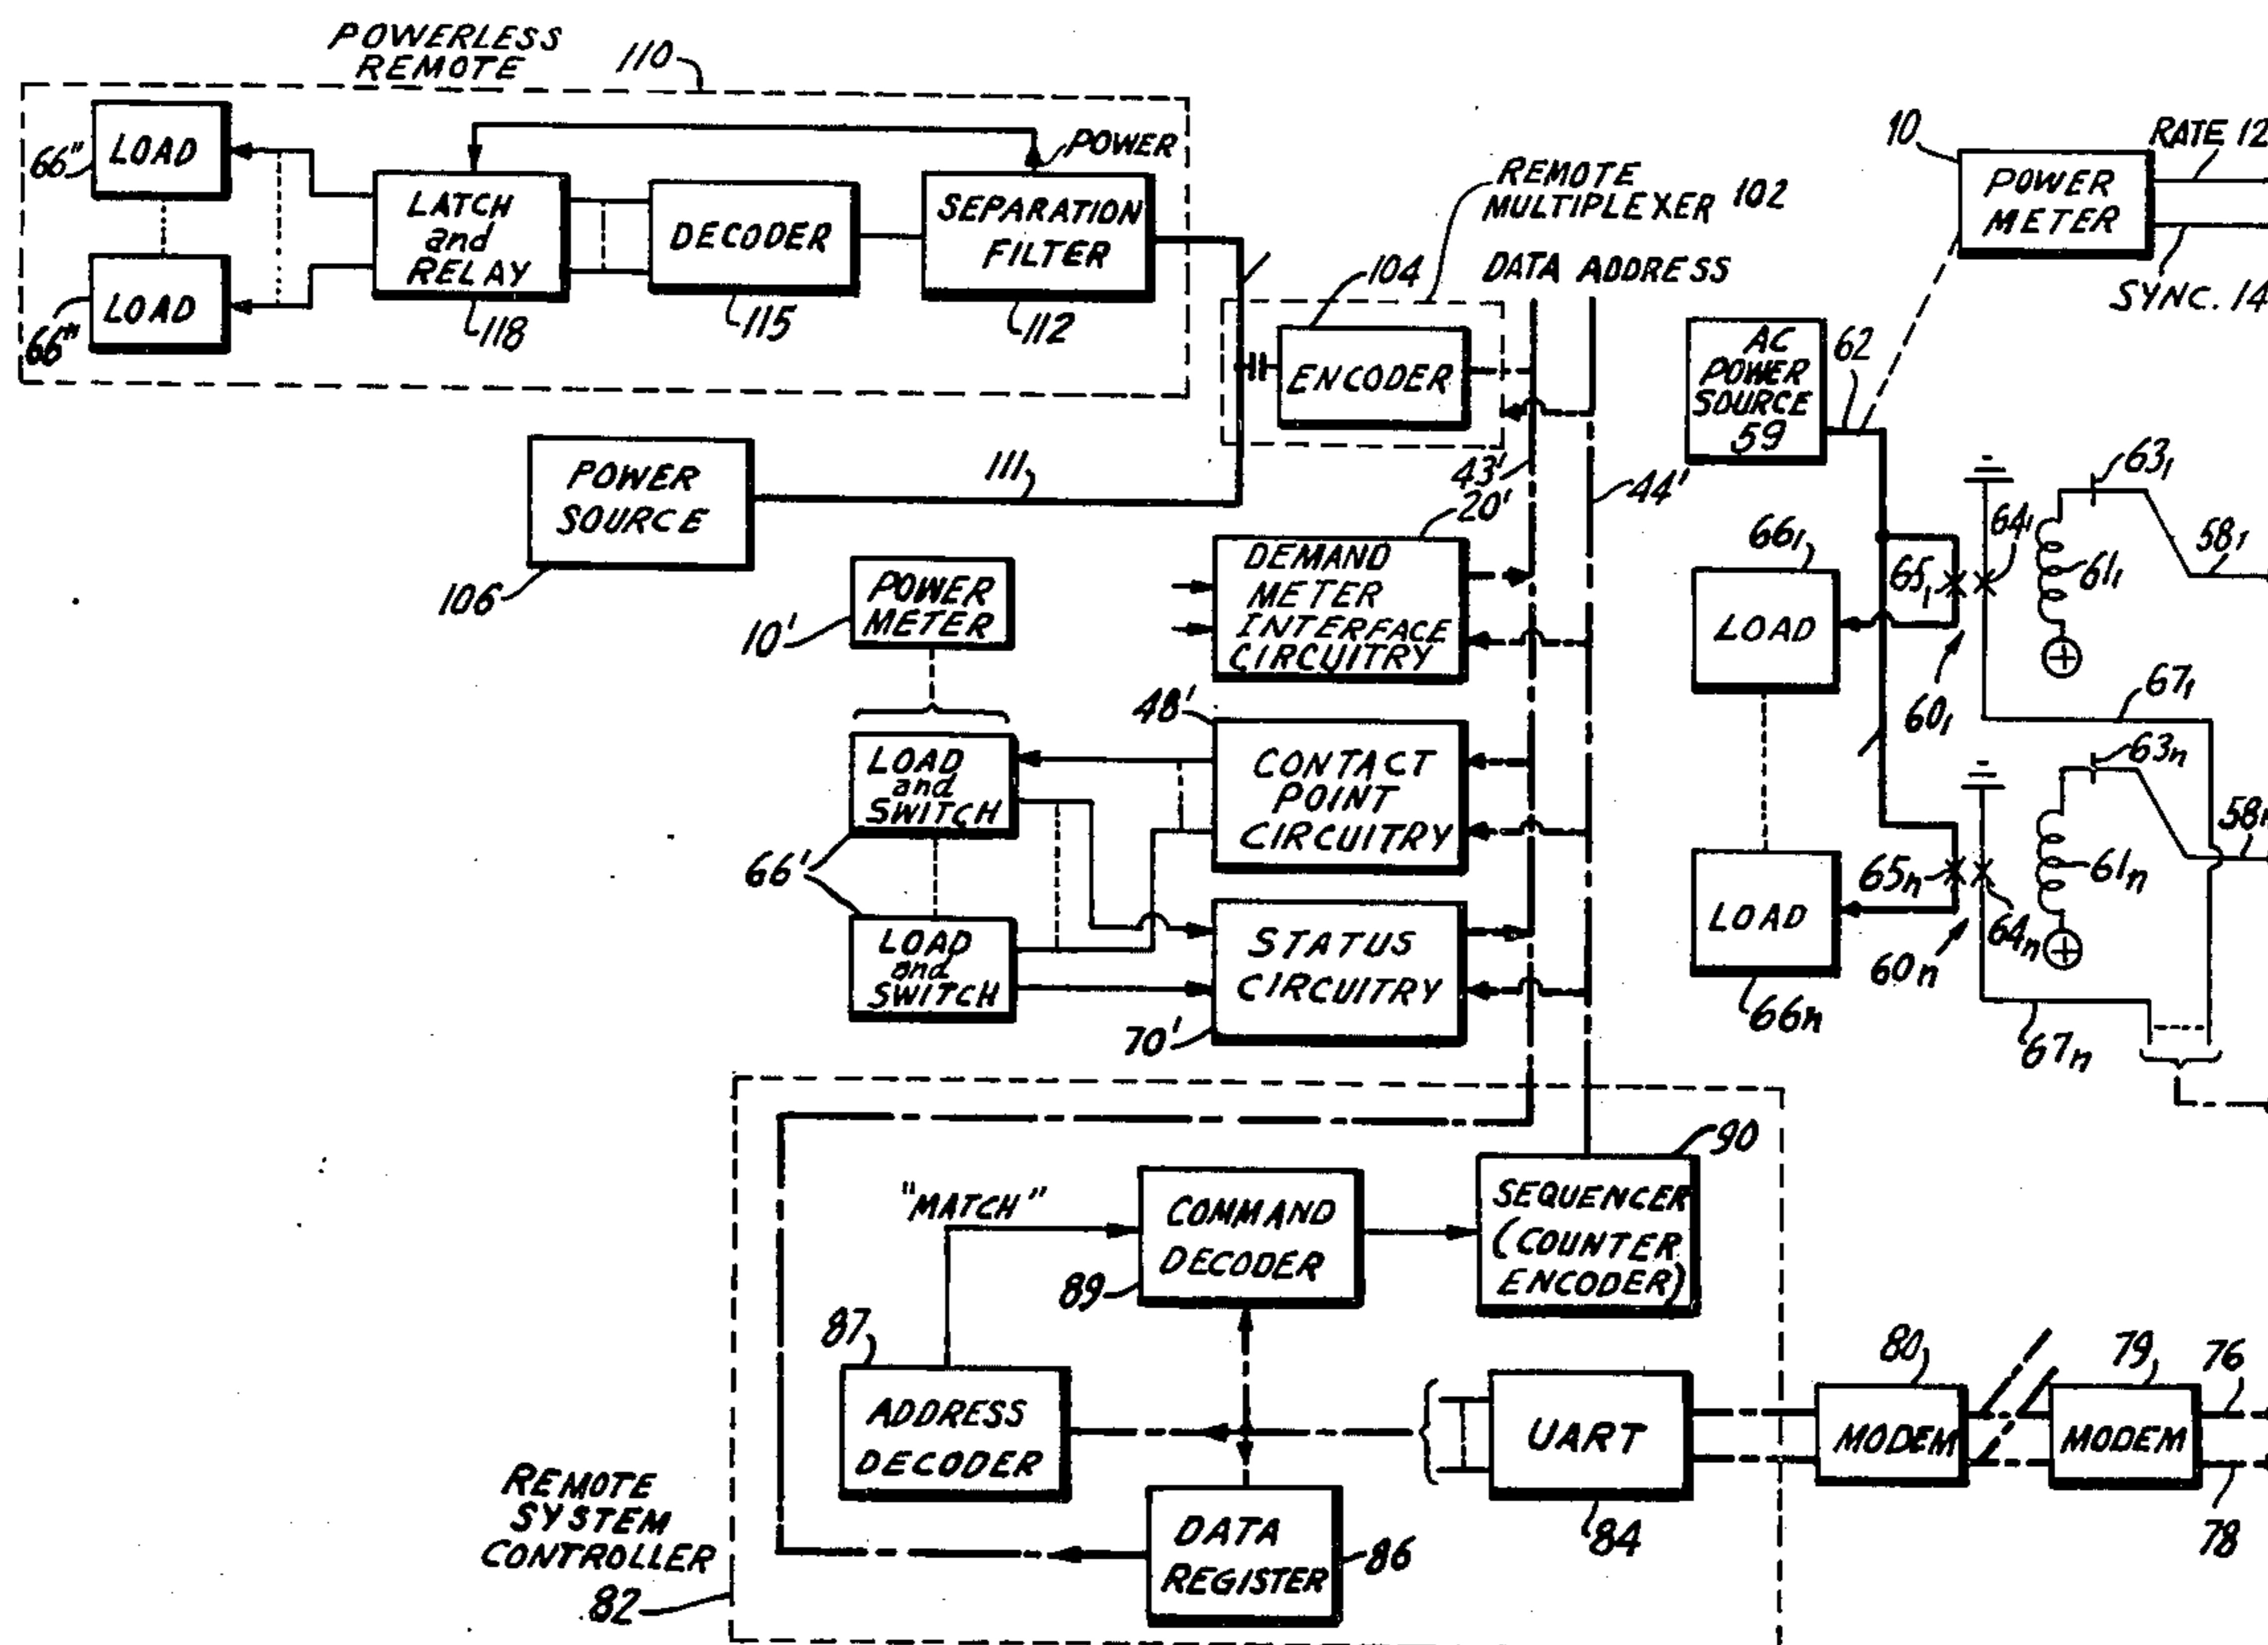 POWERLESS
REMOTE
110
LOAD
66"
LOAD
66"'
LATCH
and
RELAY
118
DECODER
115
SEPARATION
FILTER
112
POWER
REMOTE
MULTIPLEXER 102
DATA ADDRESS
104
ENCODER
43'
44'
POWER
SOURCE
106
111
10
POWER
METER
RATE 12
SYNC. 14
AC
POWER
SOURCE
59
62
20'
DEMAND
METER
INTERFACE
CIRCUITRY
POWER
METER
10'
48'
CONTACT
POINT
CIRCUITRY
LOAD
and
SWITCH
66'
LOAD
and
SWITCH
STATUS
CIRCUITRY
70'
66₁
LOAD
65₁
64₁
63₁
61₁
58₁
60₁
67₁
LOAD
66n
65n
64n
63n
61n
60n
67n
REMOTE
SYSTEM
CONTROLLER
82
"MATCH"
COMMAND
DECODER
89
90
SEQUENCER
(COUNTER
ENCODER)
87
ADDRESS
DECODER
DATA
REGISTER
86
UART
84
80
MODEM
79
MODEM
76
78